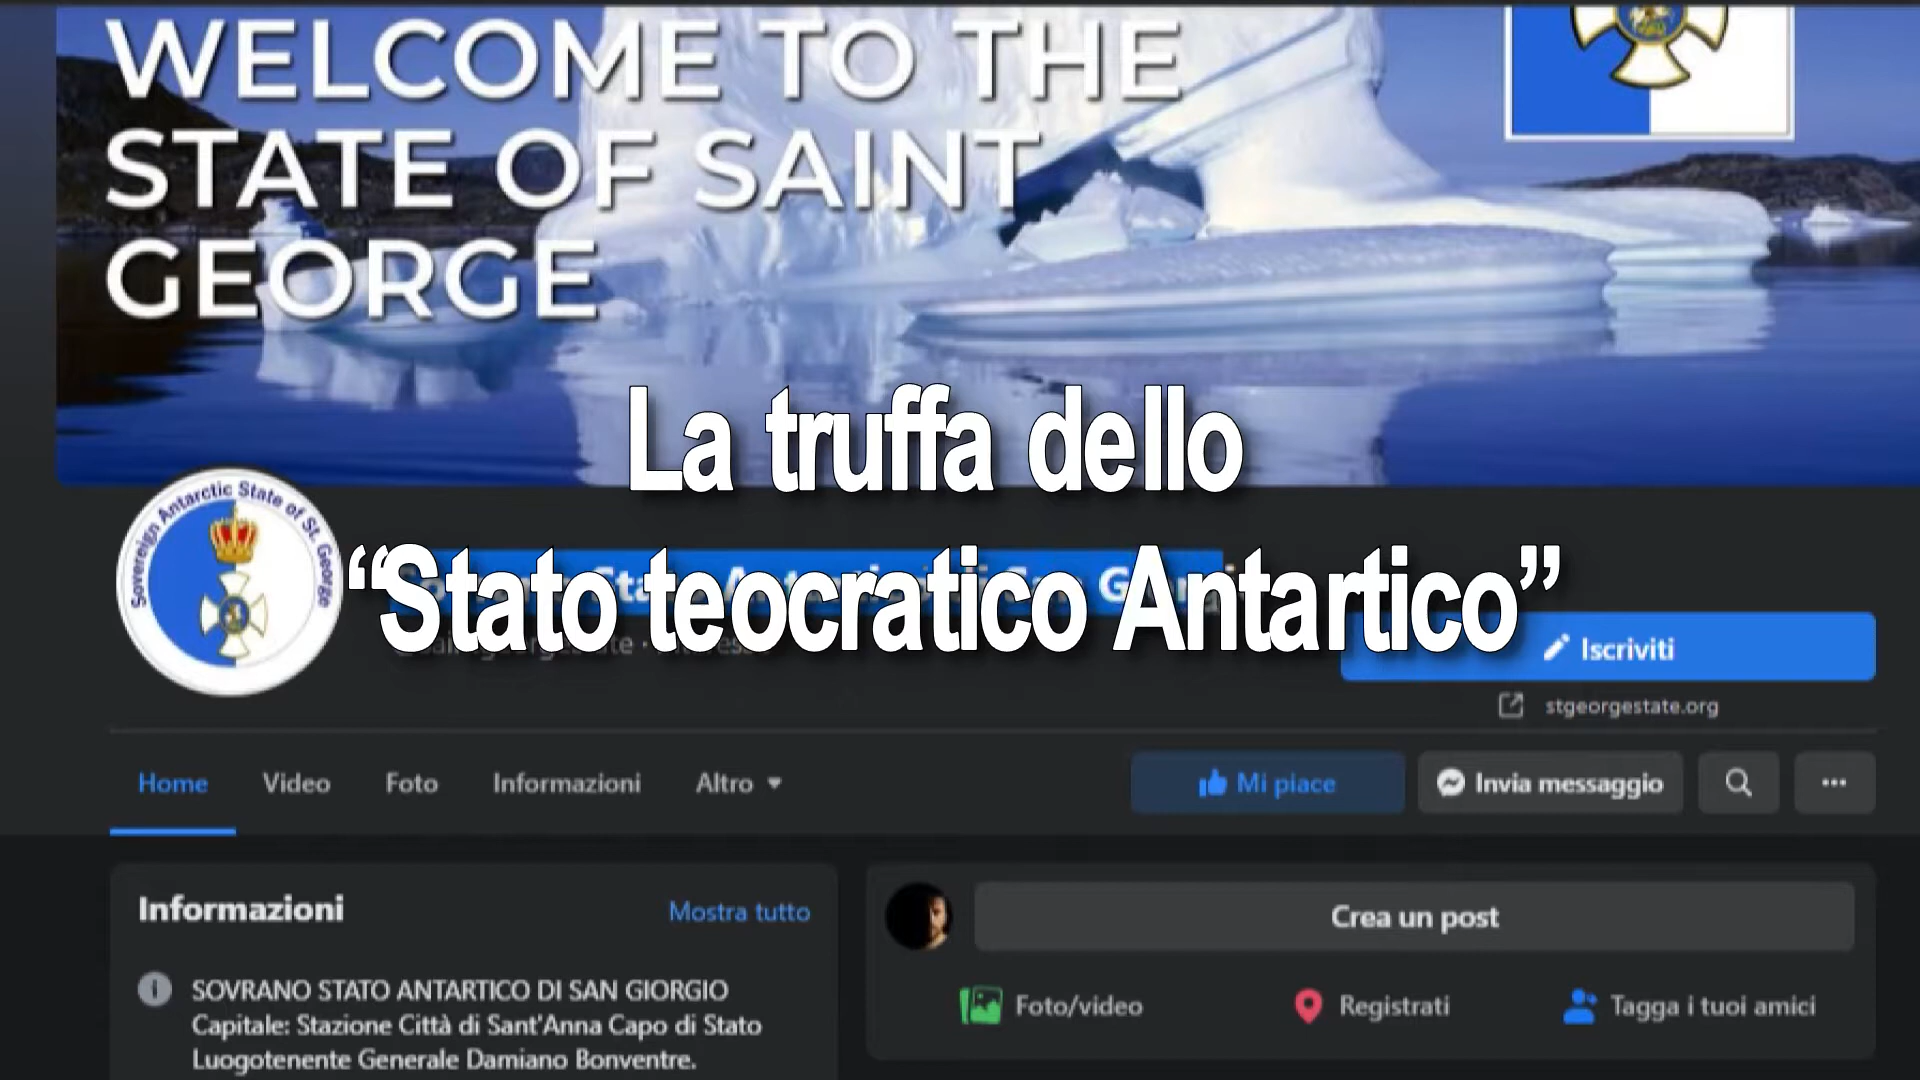 WELCOME TO THE
STATE OF SAINT
GEORGE
La truffa dello
“Stato teocratico Antartico”
Sovereign Antarctic State of St. George
Iscriviti
stgeorgestate.org
Home Video Foto Informazioni Altro
Mi piace Invia messaggio
Informazioni Mostra tutto
SOVRANO STATO ANTARTICO DI SAN GIORGIO
Capitale: Stazione Città di Sant'Anna Capo di Stato
Luogotenente Generale Damiano Bonventre.
Crea un post
Foto/video Registrati Tagga i tuoi amici